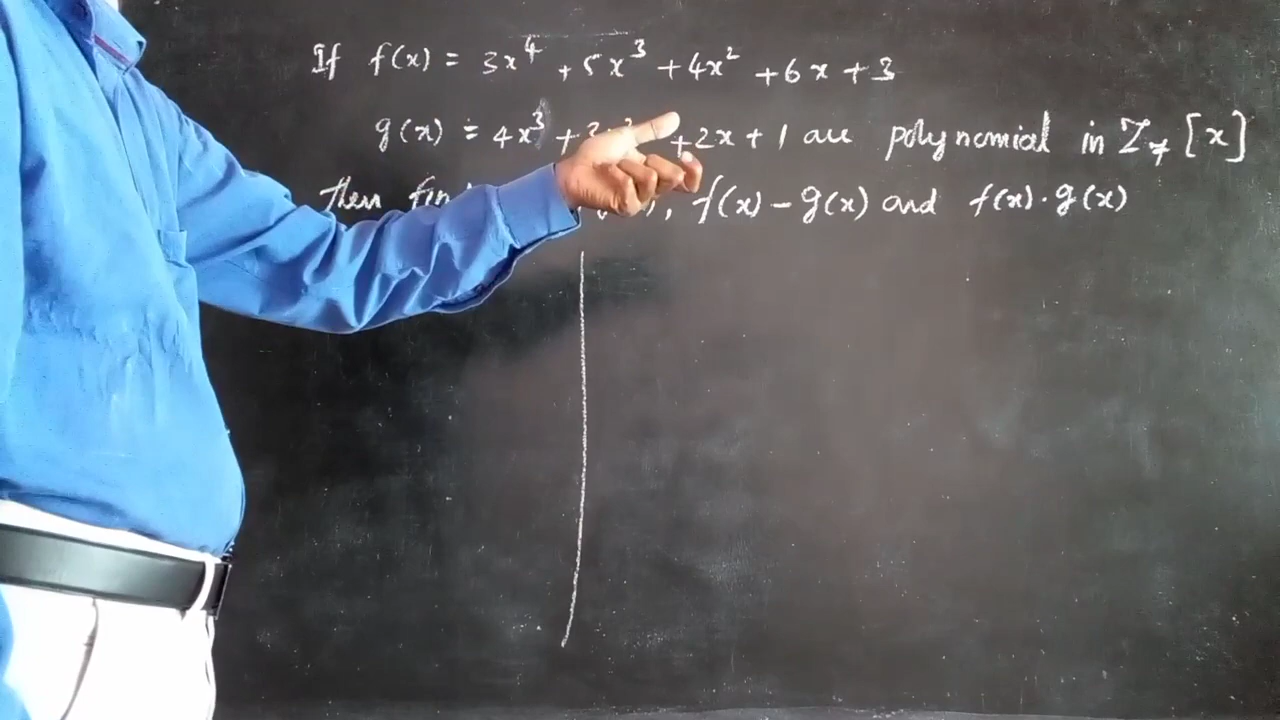 If f(x) = 3x⁴ + 5x³ + 4x² + 6x + 3
g(x) = 4x³ + + 2x + 1 are polynomial in Z₇[x]
then , f(x) - g(x) and f(x) · g(x)